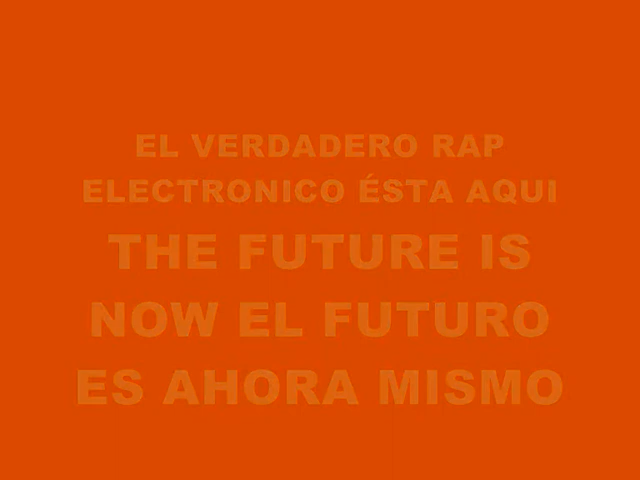 EL VERDADERO RAP
ELECTRONICO ÉSTA AQUI
THE FUTURE IS
NOW EL FUTURO
ES AHORA MISMO